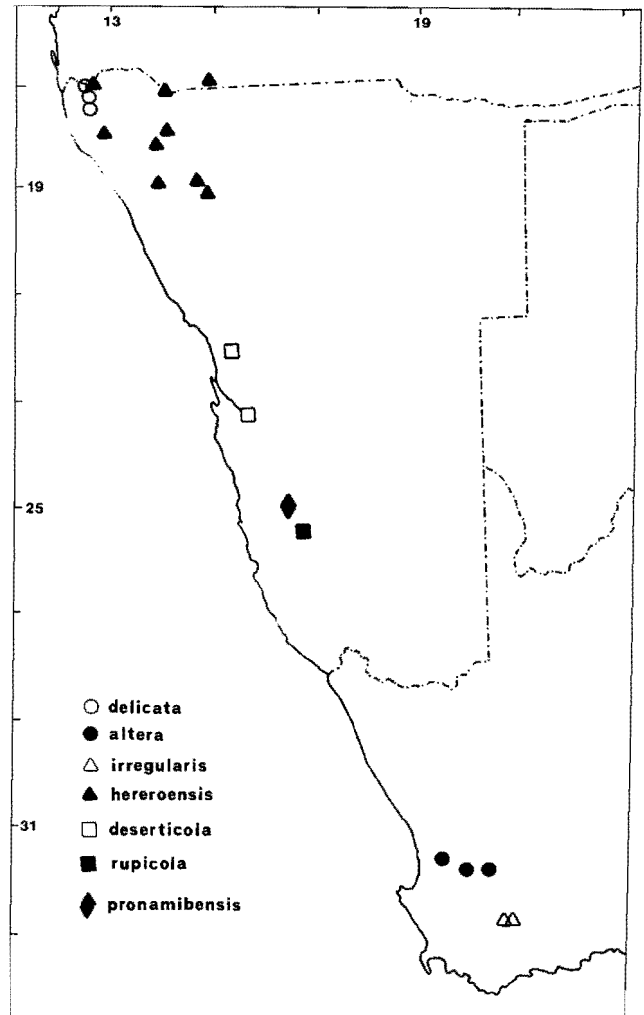 13 19
19
25
31
delicata
altera
irregularis
hereroensis
deserticola
rupicola
pronamibensis